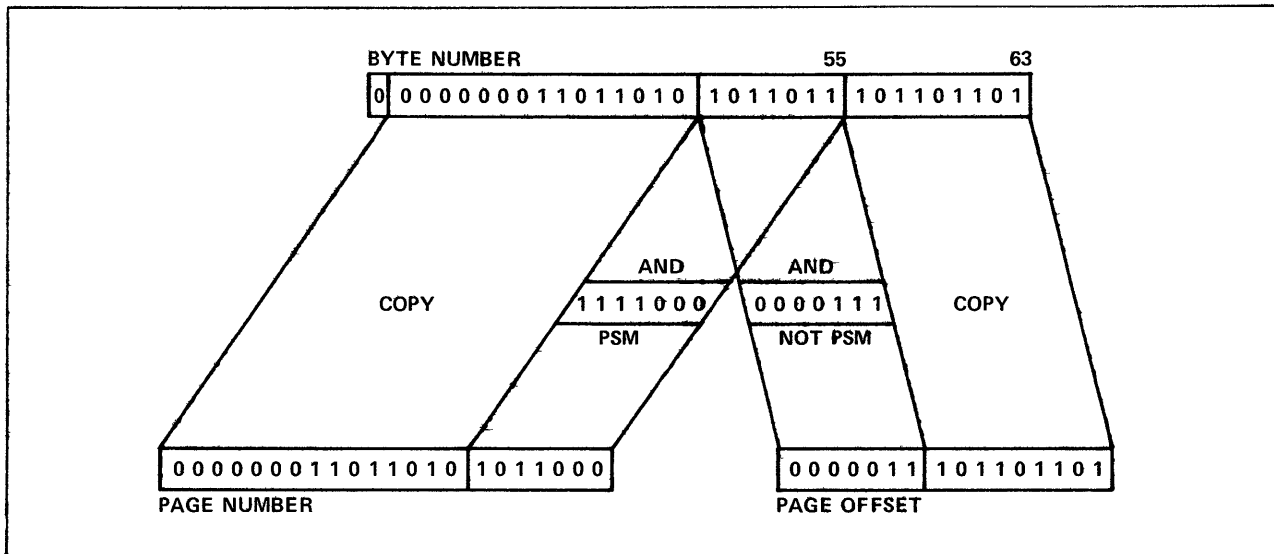 BYTE NUMBER 55 63
0 000000011011010 1011011 101101101
AND AND
COPY 1111000 0000111 COPY
PSM NOT PSM
000000011011010 1011000 0000011 101101101
PAGE NUMBER PAGE OFFSET